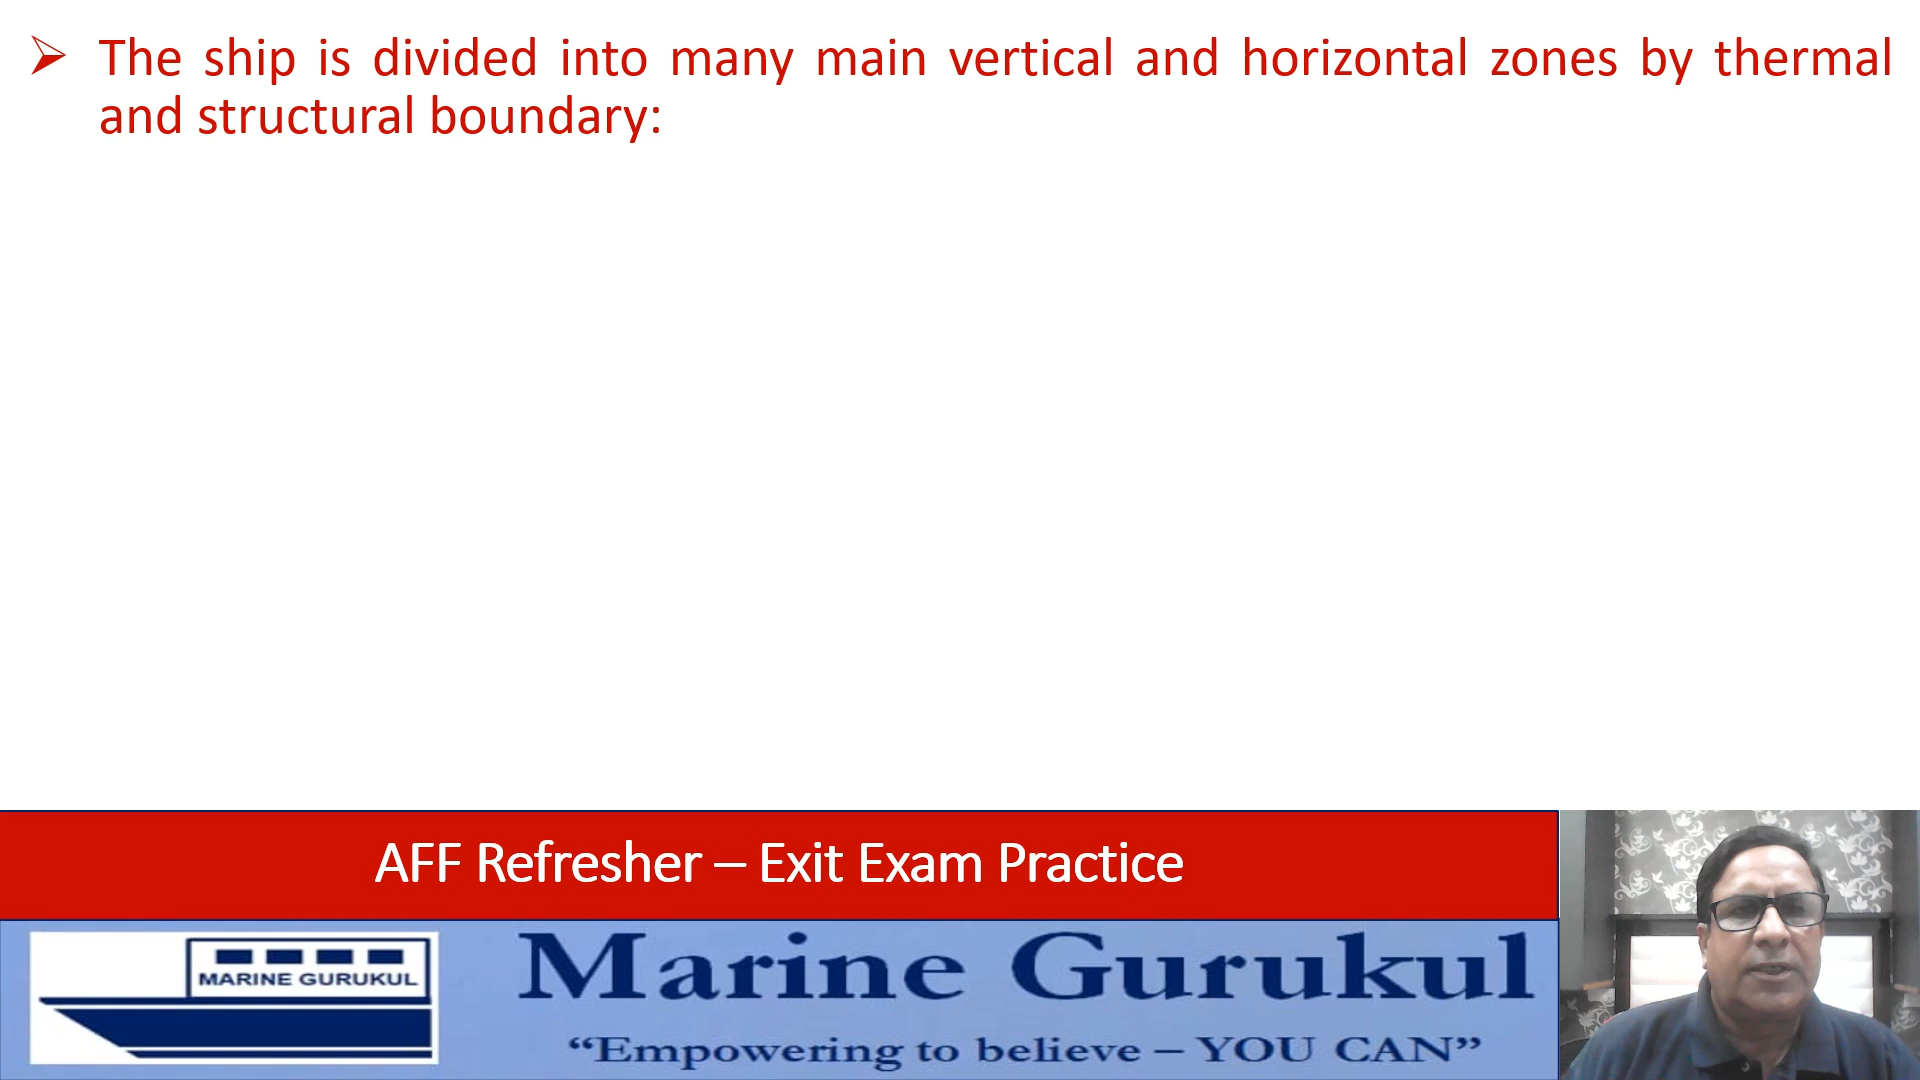 The ship is divided into many main vertical and horizontal zones by thermal
and structural boundary:
AFF Refresher – Exit Exam Practice
MARINE GURUKUL
Marine Gurukul
“Empowering to believe – YOU CAN”